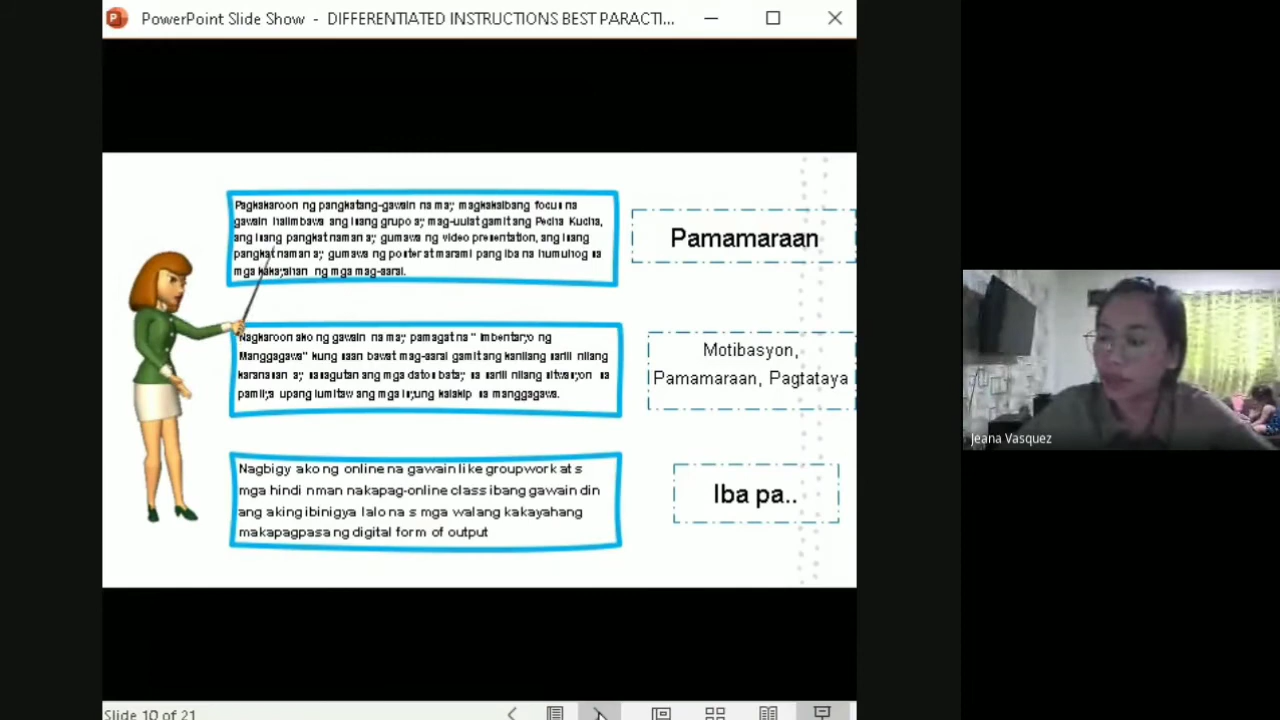 PowerPoint Slide Show - DIFFERENTIATED INSTRUCTIONS BEST PARACTI...
Pagkakaroon ng pangkatang-gawain na may magkakaibang focus na
gawain halimbawa ang isang grupo ay mag-uulat gamit ang Pecha Kucha,
ang isang pangkat naman ay gumawa ng video presentation, ang isang
pangkat naman ay gumawa ng poster at marami pang iba na humuhog sa
mga kakayahan ng mga mag-aaral.
Pamamaraan
Nagkaroon ako ng gawain na may pamagat na " Imbentaryo ng
Manggagawa" kung saan bawat mag-aaral gamit ang kanilang sarili nilang
karanasan ay sasagutan ang mga datos batay sa sarili nilang sitwasyon sa
pamilya upang lumitaw ang mga isyung kalakip sa manggagawa.
Motibasyon,
Pamamaraan, Pagtataya
Nagbigy ako ng online na gawain like groupwork at s
mga hindi nman nakapag-online class ibang gawain din
ang aking ibinigya lalo na s mga walang kakayahang
makapagpasa ng digital form of output
Iba pa..
Jeana Vasquez
Slide 10 of 21